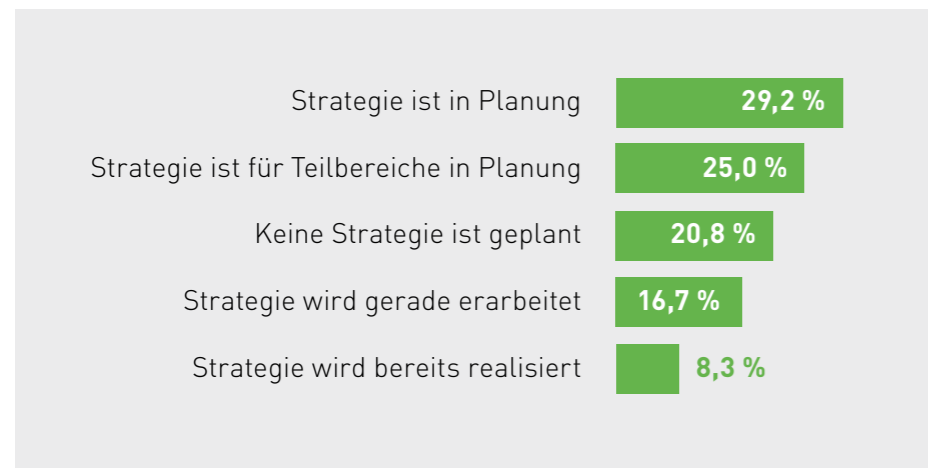 Strategie ist in Planung 29,2 %
Strategie ist für Teilbereiche in Planung 25,0 %
Keine Strategie ist geplant 20,8 %
Strategie wird gerade erarbeitet 16,7 %
Strategie wird bereits realisiert 8,3 %